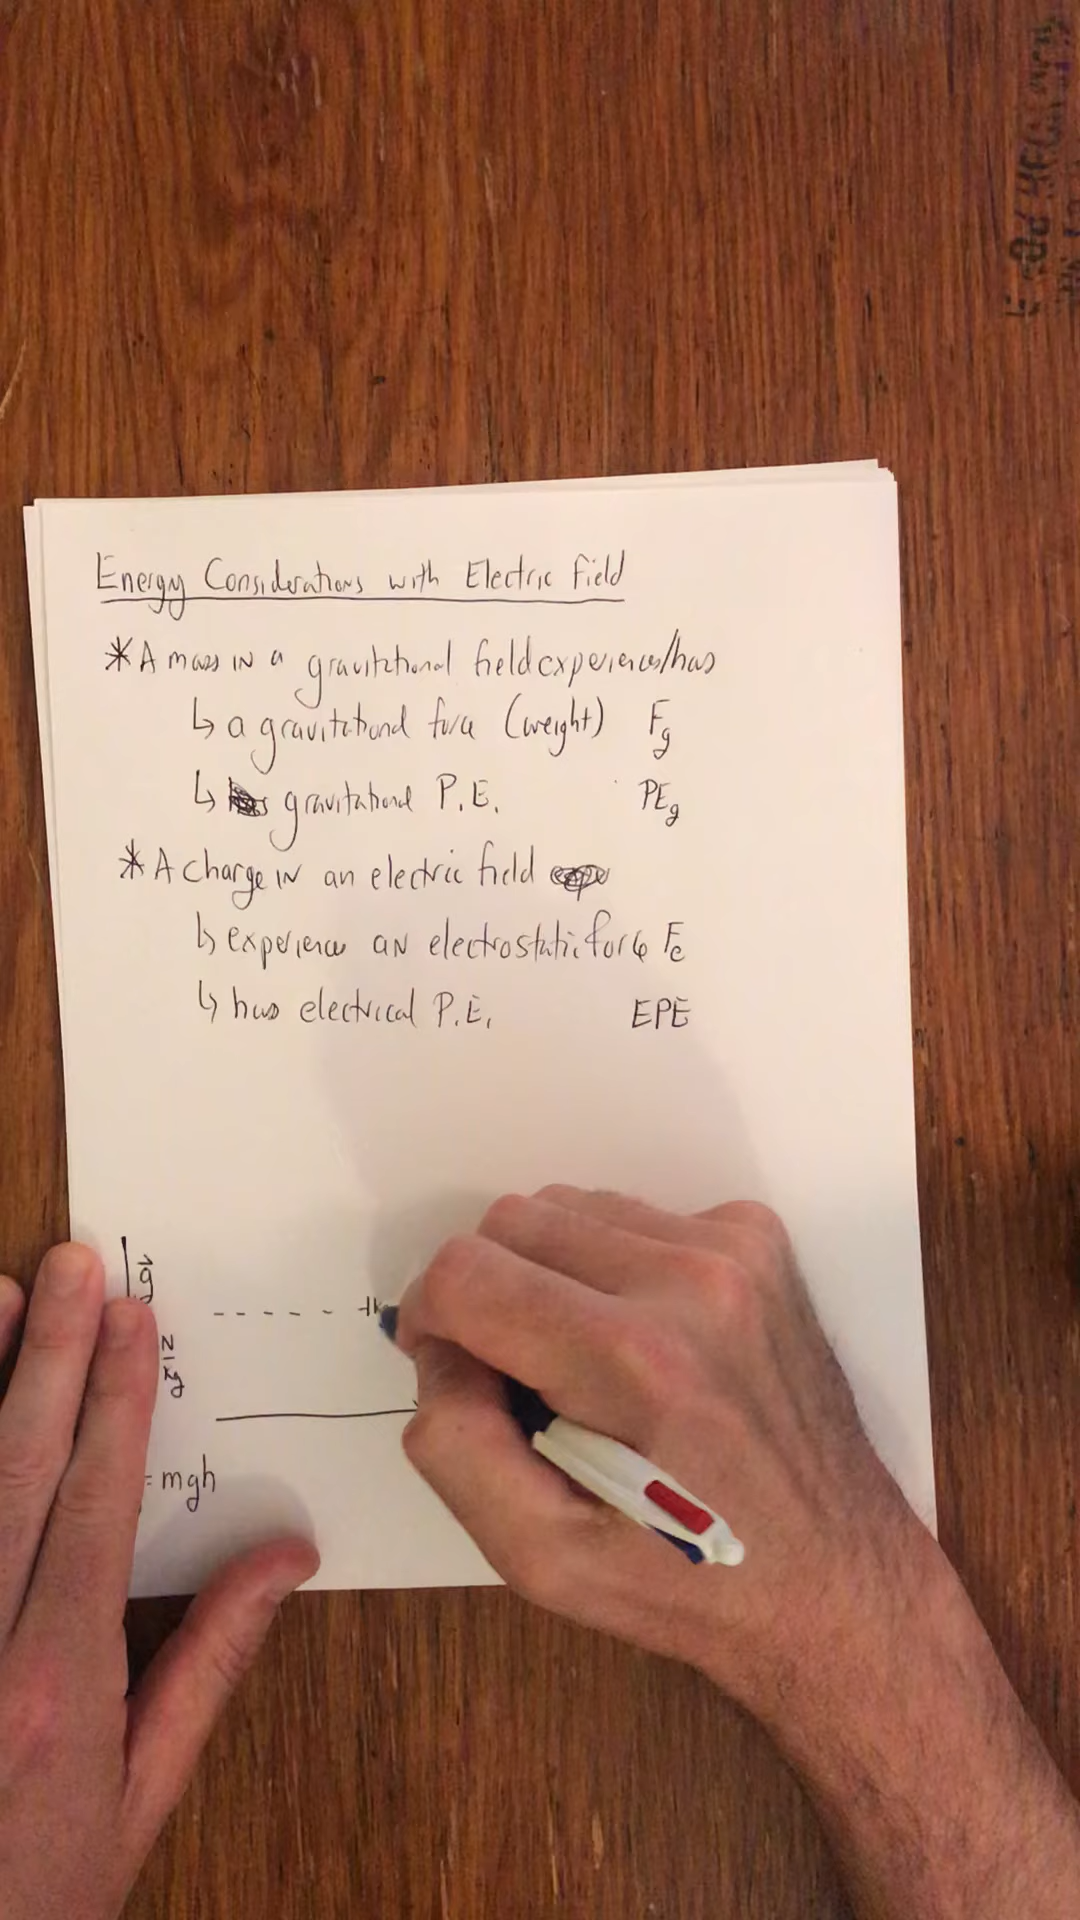 Energy Considerations with Electric Field
* A mass in a gravitational field experiences/has
↳ a gravitational force (weight) Fg
↳ gravitational P.E. PEg
* A charge in an electric field
↳ experiences an electrostatic force Fe
↳ has electrical P.E. EPE
g
N/kg
= mgh